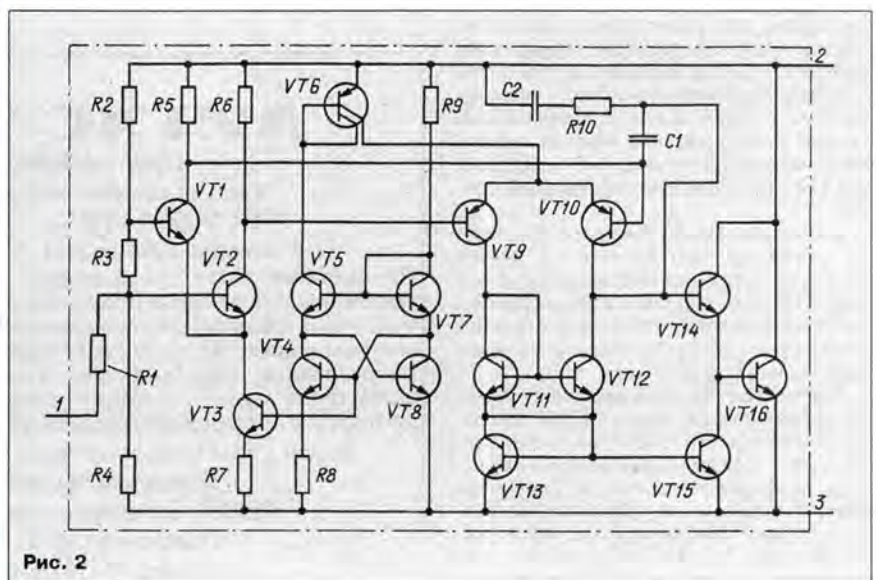 2
R2
R5
R6
VT6
R9
C2
R10
C1
VT1
VT9
VT10
R3
VT2
VT5
VT7
VT14
R1
VT4
1
VT3
VT8
VT11
VT12
VT16
R4
R7
R8
VT13
VT15
3
Рис. 2